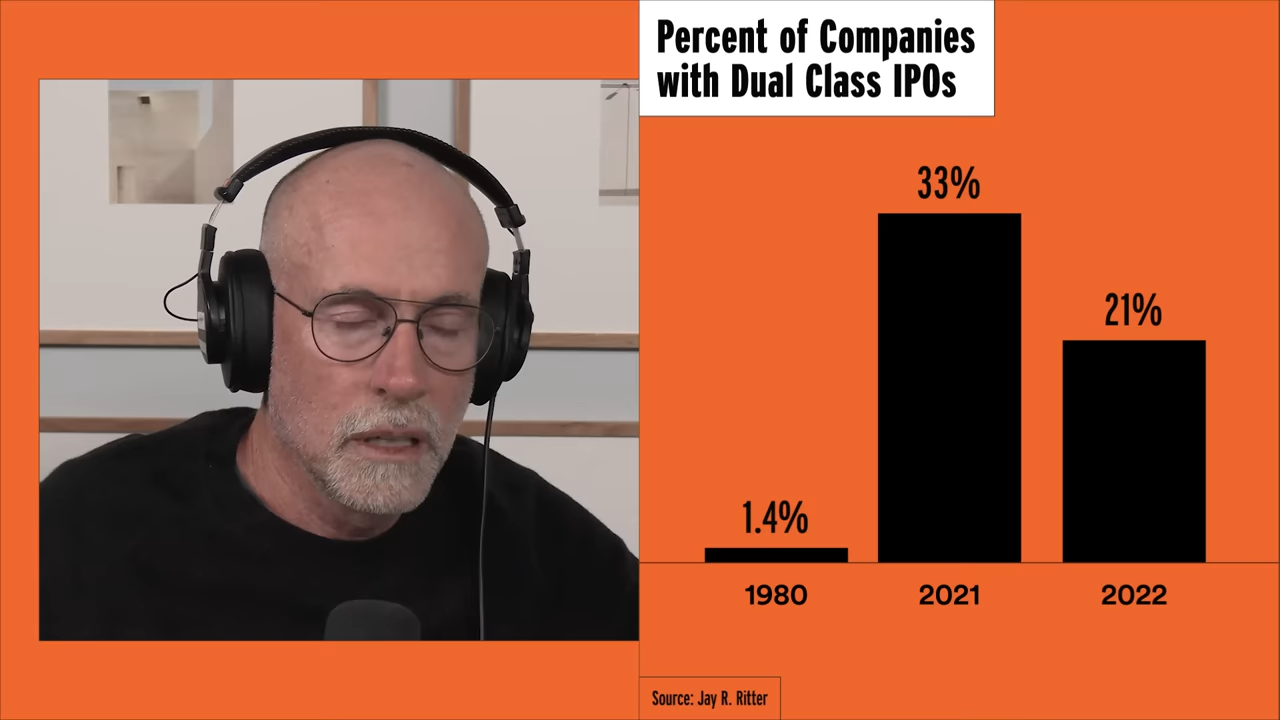 Percent of Companies
with Dual Class IPOs
33%
21%
1.4%
1980
2021
2022
Source: Jay R. Ritter